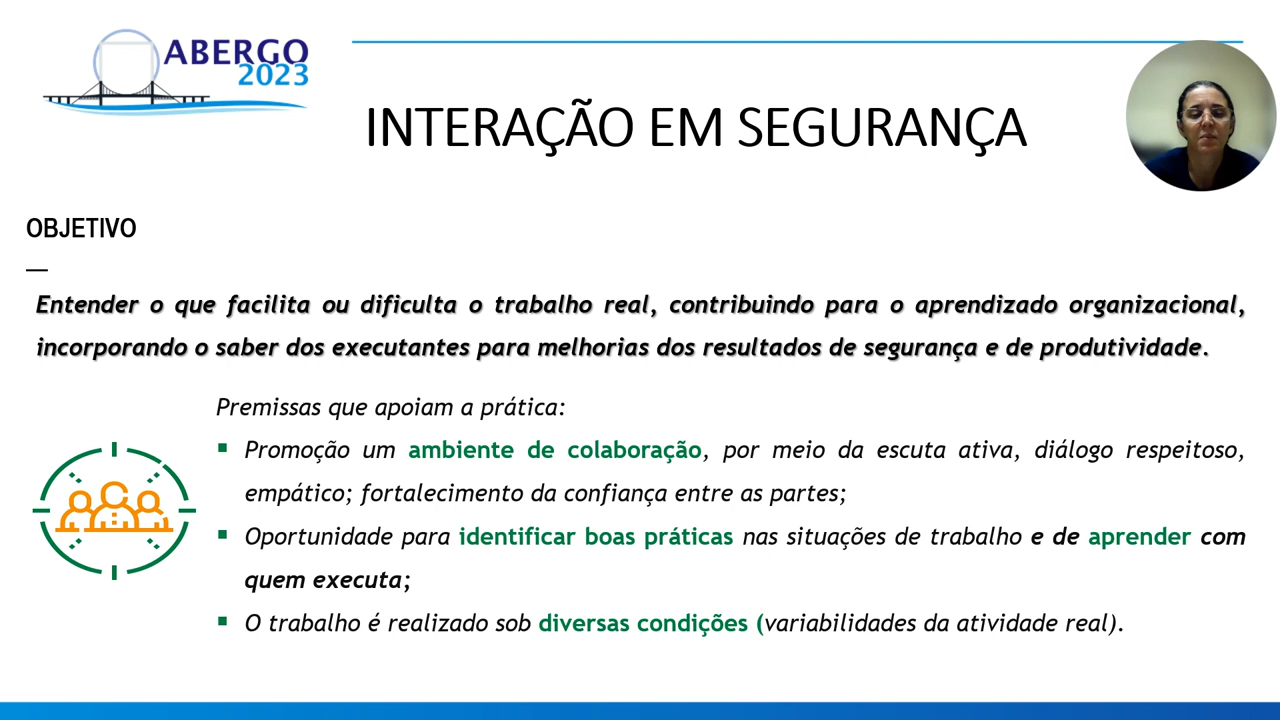 ABERGO
2023
INTERAÇÃO EM SEGURANÇA
OBJETIVO
Entender o que facilita ou dificulta o trabalho real, contribuindo para o aprendizado organizacional,
incorporando o saber dos executantes para melhorias dos resultados de segurança e de produtividade.
Premissas que apoiam a prática:
▪ Promoção um ambiente de colaboração, por meio da escuta ativa, diálogo respeitoso,
empático; fortalecimento da confiança entre as partes;
▪ Oportunidade para identificar boas práticas nas situações de trabalho e de aprender com
quem executa;
▪ O trabalho é realizado sob diversas condições (variabilidades da atividade real).